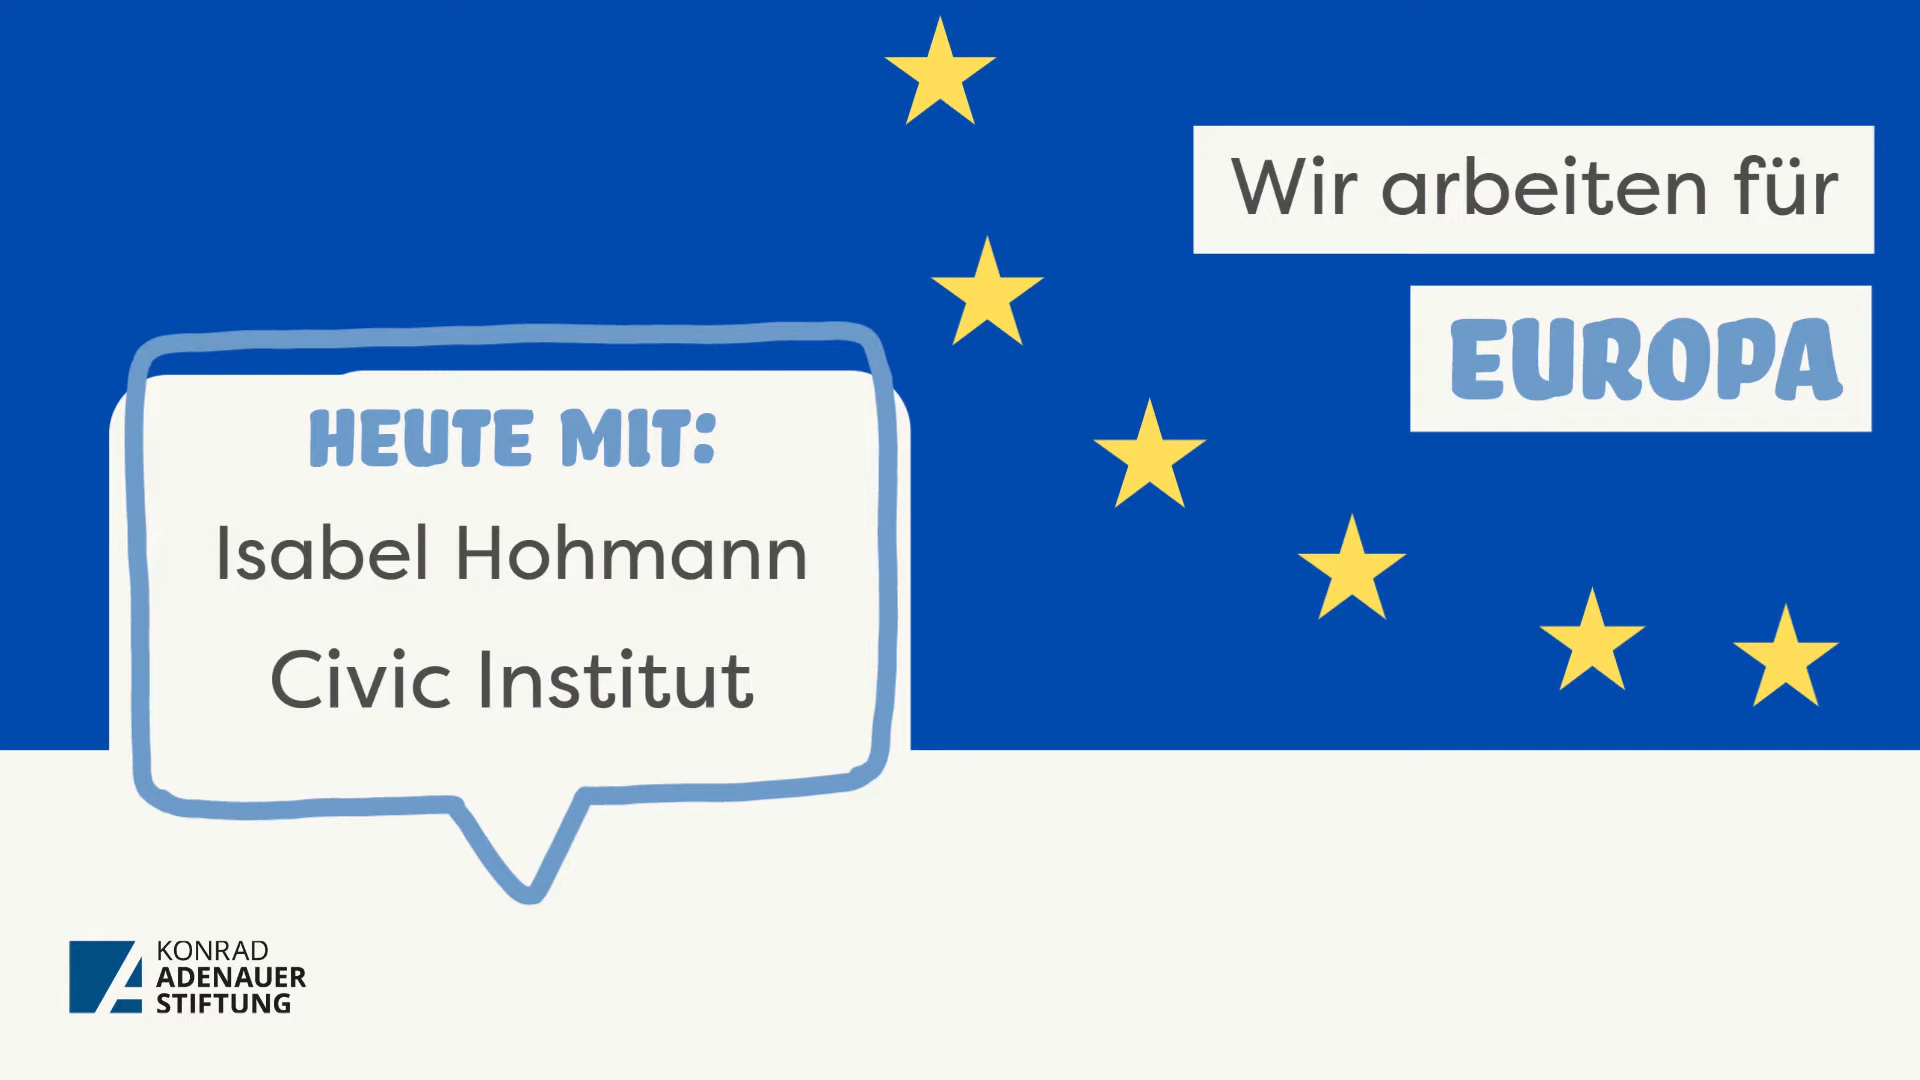 Wir arbeiten für
EUROPA
HEUTE MIT:
Isabel Hohmann
Civic Institut
KONRAD
ADENAUER
STIFTUNG